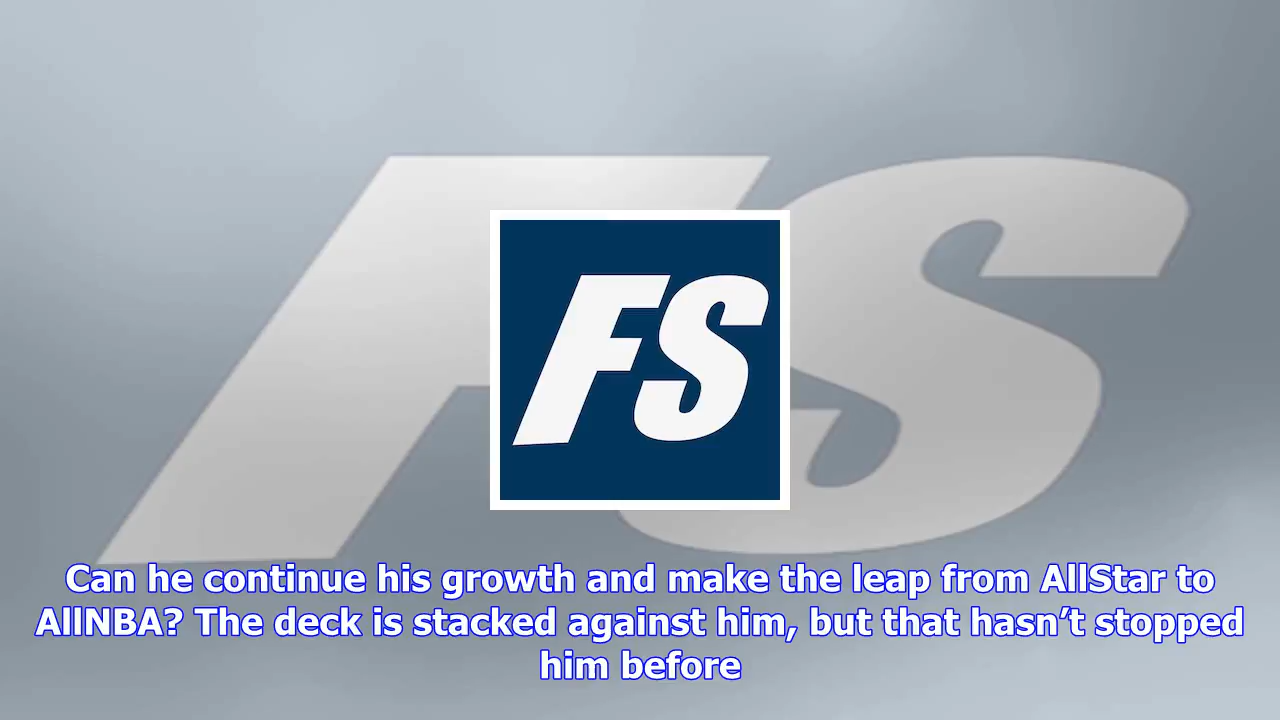 FS
FS
Can he continue his growth and make the leap from AllStar to
AllNBA? The deck is stacked against him, but that hasn’t stopped
him before